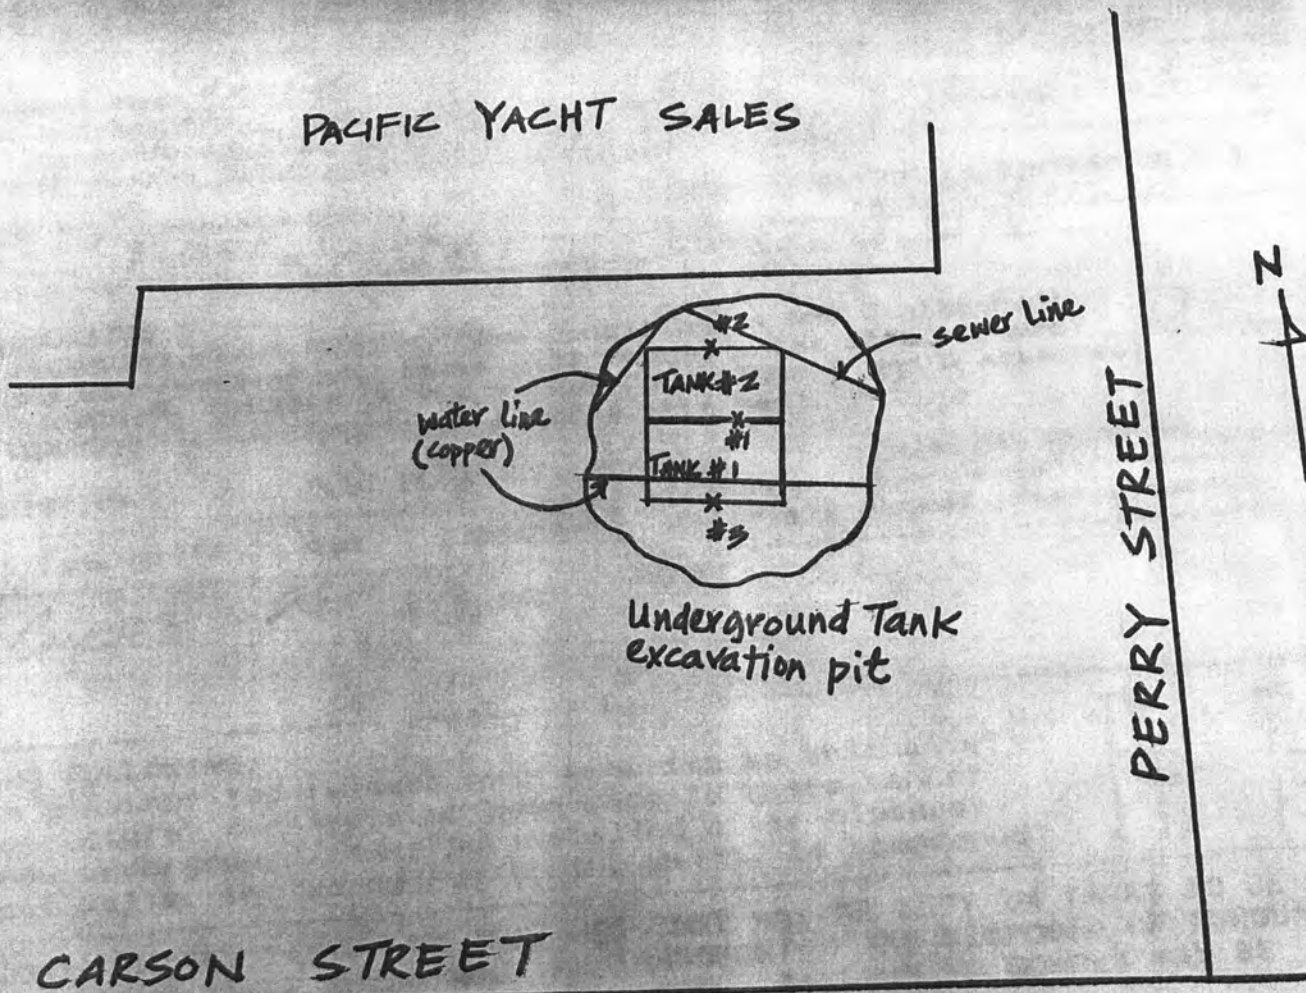 PACIFIC YACHT SALES
N
#2
sewer line
TANK #2
water line
(copper)
#1
TANK #1
#3
Underground Tank
excavation pit
PERRY STREET
CARSON STREET